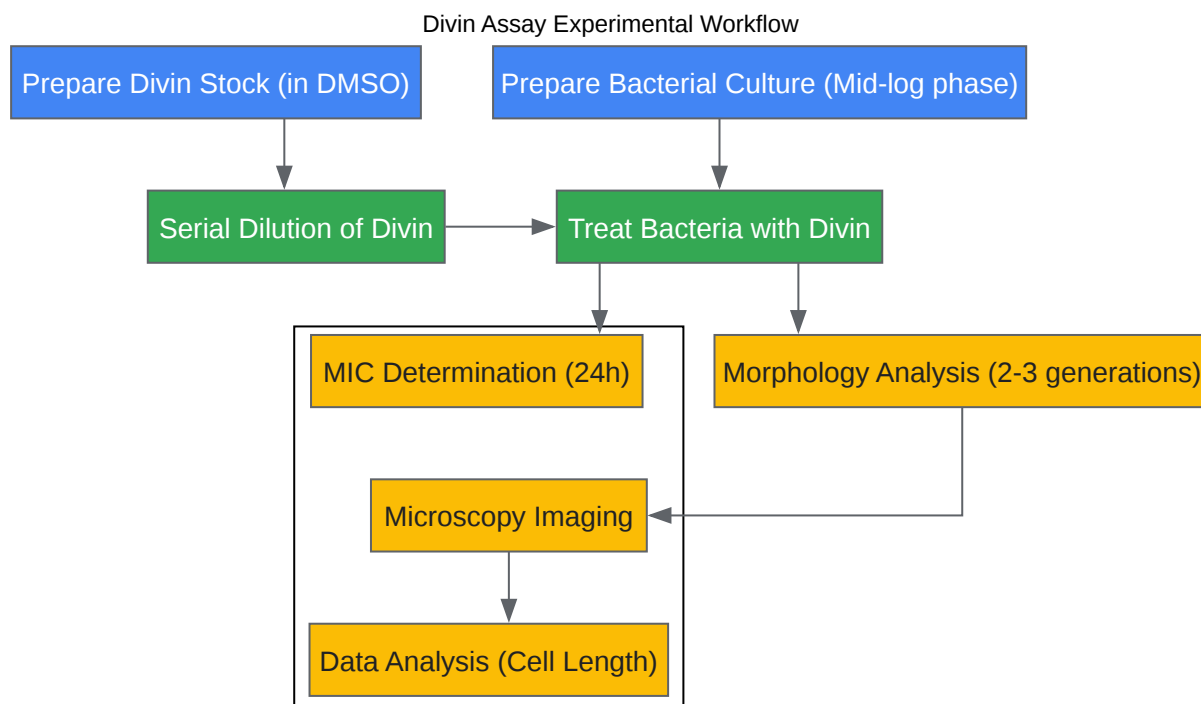 Divin Assay Experimental Workflow
Prepare Divin Stock (in DMSO)
Prepare Bacterial Culture (Mid-log phase)
Serial Dilution of Divin
Treat Bacteria with Divin
MIC Determination (24h)
Morphology Analysis (2-3 generations)
Microscopy Imaging
Data Analysis (Cell Length)